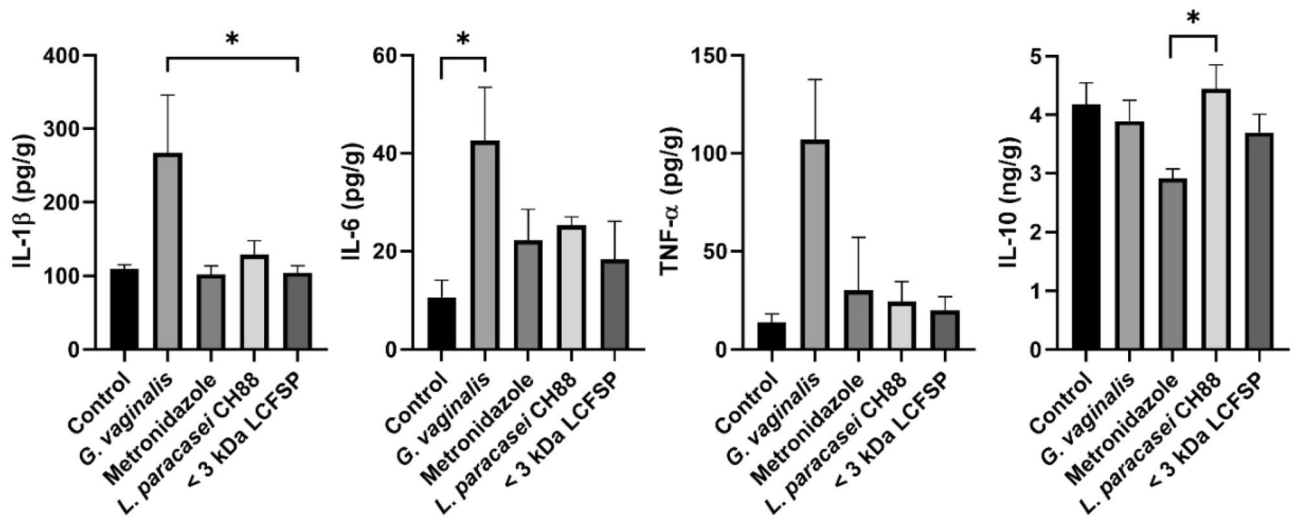 *
400
300
200
100
0
IL-1β (pg/g)
Control
G. vaginalis
Metronidazole
L. paracasei CH88
< 3 kDa LCFSP
*
60
40
20
0
IL-6 (pg/g)
Control
G. vaginalis
Metronidazole
L. paracasei CH88
< 3 kDa LCFSP
150
100
50
0
TNF-α (pg/g)
Control
G. vaginalis
Metronidazole
L. paracasei CH88
< 3 kDa LCFSP
*
5
4
3
2
1
0
IL-10 (ng/g)
Control
G. vaginalis
Metronidazole
L. paracasei CH88
< 3 kDa LCFSP